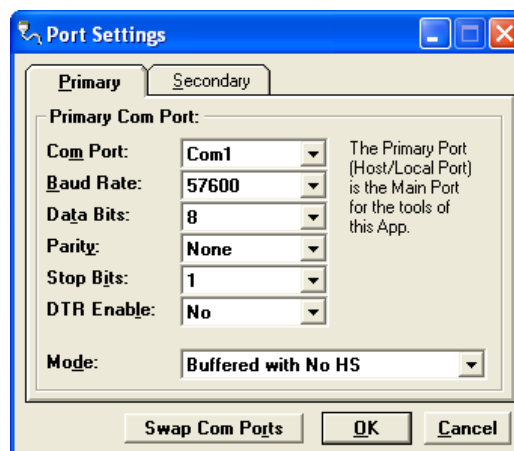 Port Settings
Primary
Secondary
Primary Com Port:
Com Port:
Com1
Baud Rate:
57600
Data Bits:
8
Parity:
None
Stop Bits:
1
DTR Enable:
No
The Primary Port
(Host/Local Port)
is the Main Port
for the tools of
this App.
Mode:
Buffered with No HS
Swap Com Ports
OK
Cancel